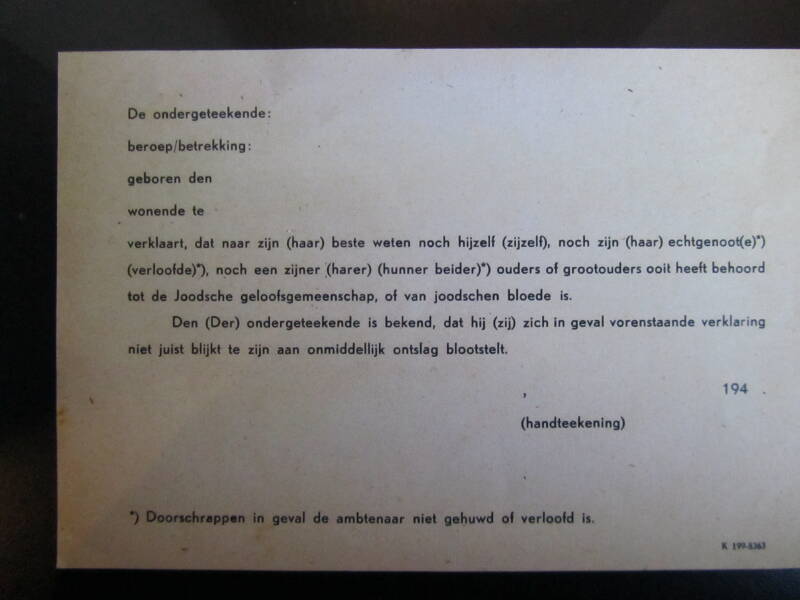 De ondergeteekende:
beroep/betrekking:
geboren den
wonende te
verklaart, dat naar zijn (haar) beste weten noch hijzelf (zijzelf), noch zijn (haar) echtgenoot(e)*)
(verloofde)*), noch een zijner (harer) (hunner beider)*) ouders of grootouders ooit heeft behoord
tot de Joodsche geloofsgemeenschap, of van joodschen bloede is.
Den (Der) ondergeteekende is bekend, dat hij (zij) zich in geval vorenstaande verklaring
niet juist blijkt te zijn aan onmiddellijk ontslag blootstelt.
, 194 .
(handteekening)
*) Doorschrappen in geval de ambtenaar niet gehuwd of verloofd is.
K 199-8363